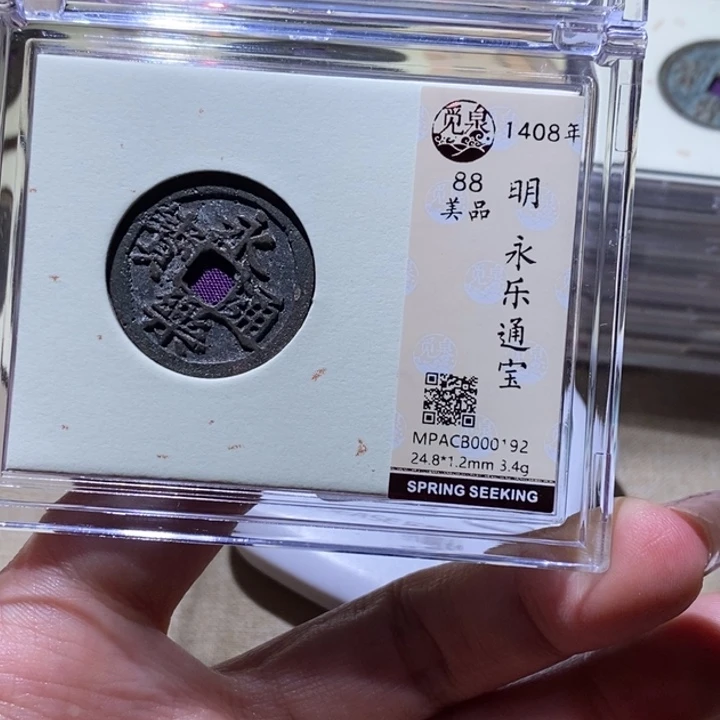 永樂通寶
觅泉
1408年
88
美品
明
永乐通宝
MPACB000192
24.8*1.2mm 3.4g
SPRING SEEKING